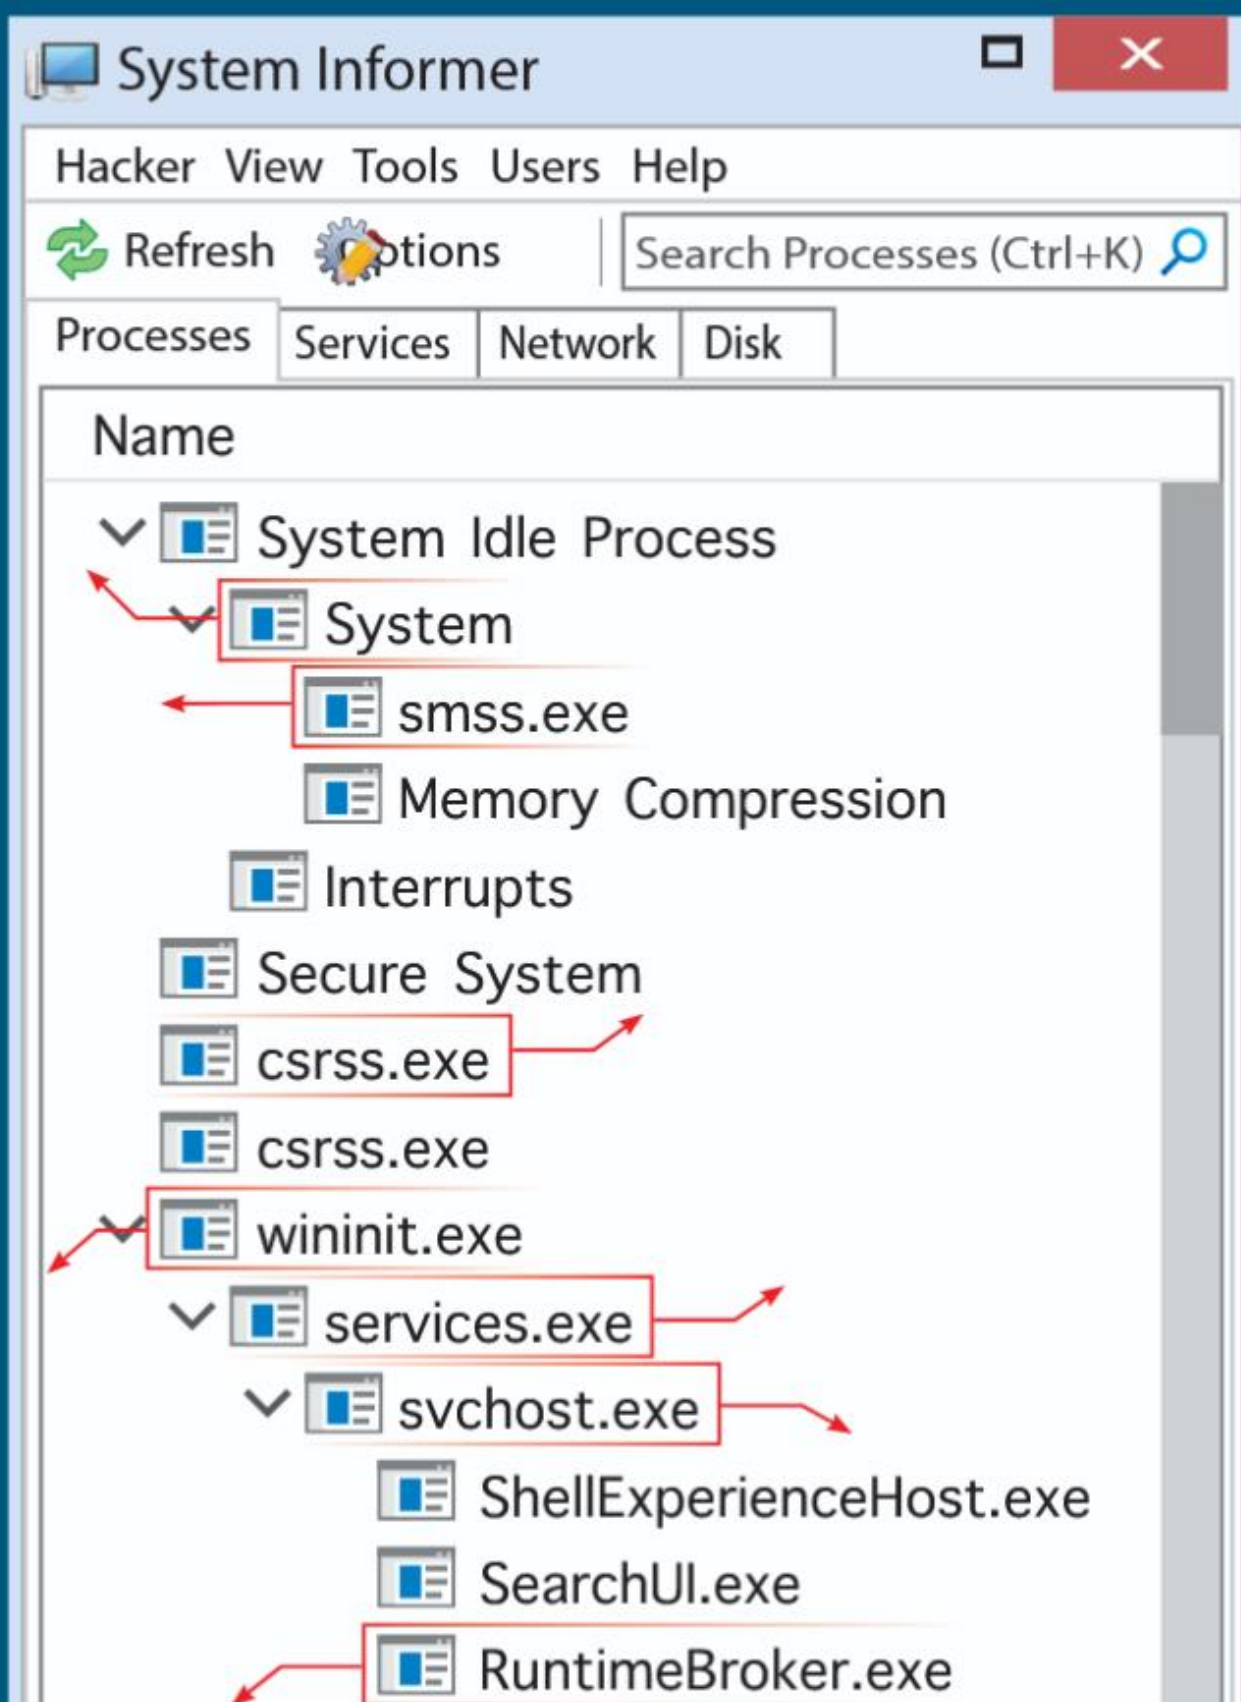 System Informer
Hacker View Tools Users Help
Refresh Options Search Processes (Ctrl+K)
Processes Services Network Disk
Name
System Idle Process
System
smss.exe
Memory Compression
Interrupts
Secure System
csrss.exe
csrss.exe
wininit.exe
services.exe
svchost.exe
ShellExperienceHost.exe
SearchUI.exe
RuntimeBroker.exe